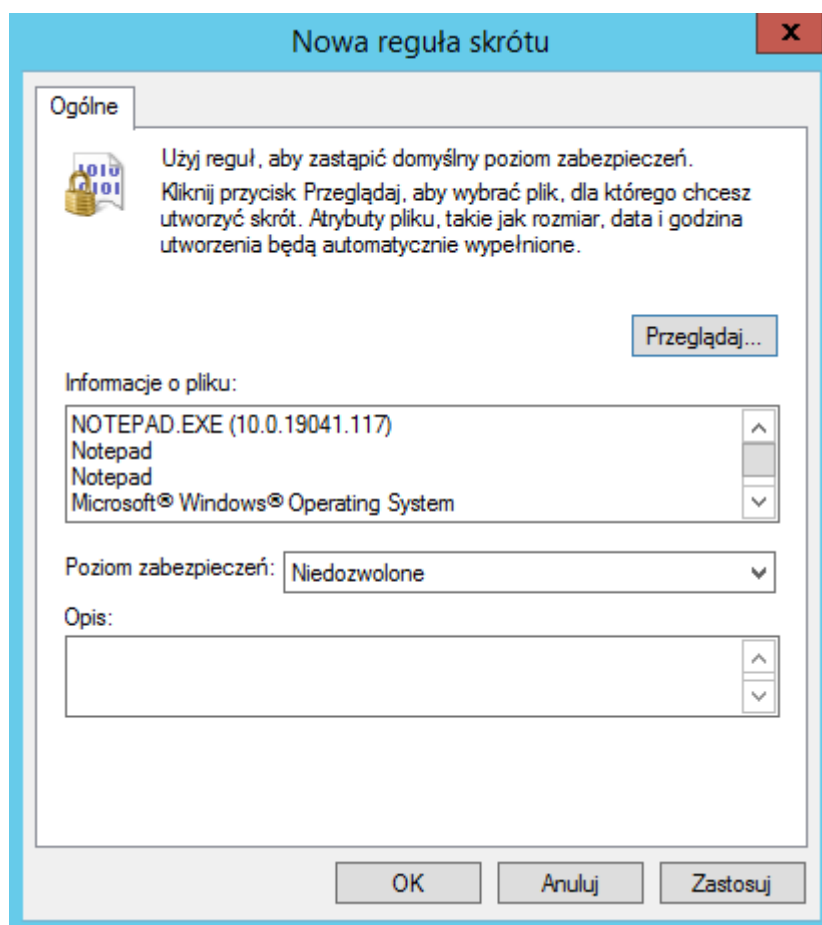 Nowa reguła skrótu
x
Ogólne
1010
0101
Użyj reguł, aby zastąpić domyślny poziom zabezpieczeń.
Kliknij przycisk Przeglądaj, aby wybrać plik, dla którego chcesz
utworzyć skrót. Atrybuty pliku, takie jak rozmiar, data i godzina
utworzenia będą automatycznie wypełnione.
Przeglądaj...
Informacje o pliku:
NOTEPAD.EXE (10.0.19041.117)
Notepad
Notepad
Microsoft® Windows® Operating System
Poziom zabezpieczeń: Niedozwolone
Opis:
OK Anuluj Zastosuj